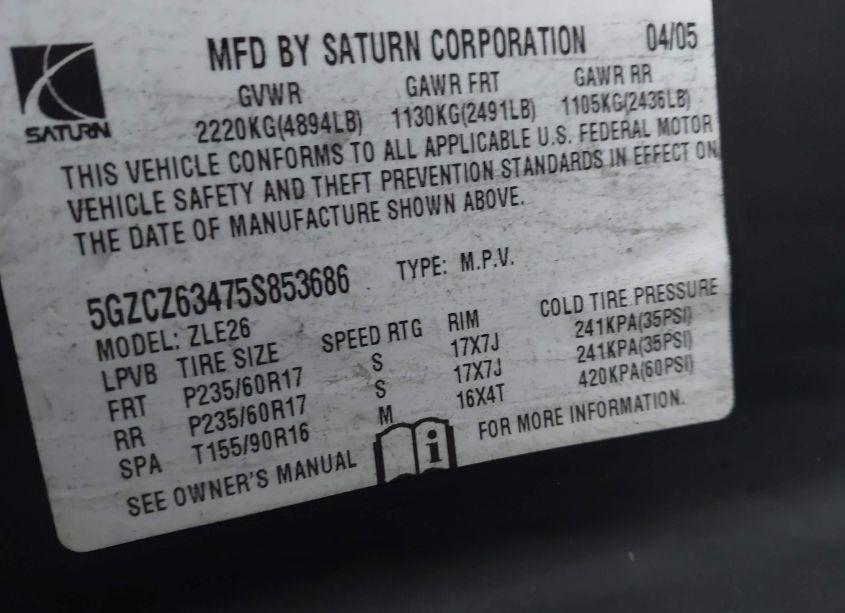 SATURN
MFD BY SATURN CORPORATION 04/05
GVWR GAWR FRT GAWR RR
2220KG(4894LB) 1130KG(2491LB) 1105KG(2436LB)
THIS VEHICLE CONFORMS TO ALL APPLICABLE U.S. FEDERAL MOTOR
VEHICLE SAFETY AND THEFT PREVENTION STANDARDS IN EFFECT ON
THE DATE OF MANUFACTURE SHOWN ABOVE.
5GZCZ63475S853686 TYPE: M.P.V.
MODEL: ZLE26
LPVB TIRE SIZE SPEED RTG RIM COLD TIRE PRESSURE
FRT P235/60R17 S 17X7J 241KPA(35PSI)
RR P235/60R17 S 17X7J 241KPA(35PSI)
SPA T155/90R16 M 16X4T 420KPA(60PSI)
SEE OWNER'S MANUAL i FOR MORE INFORMATION.